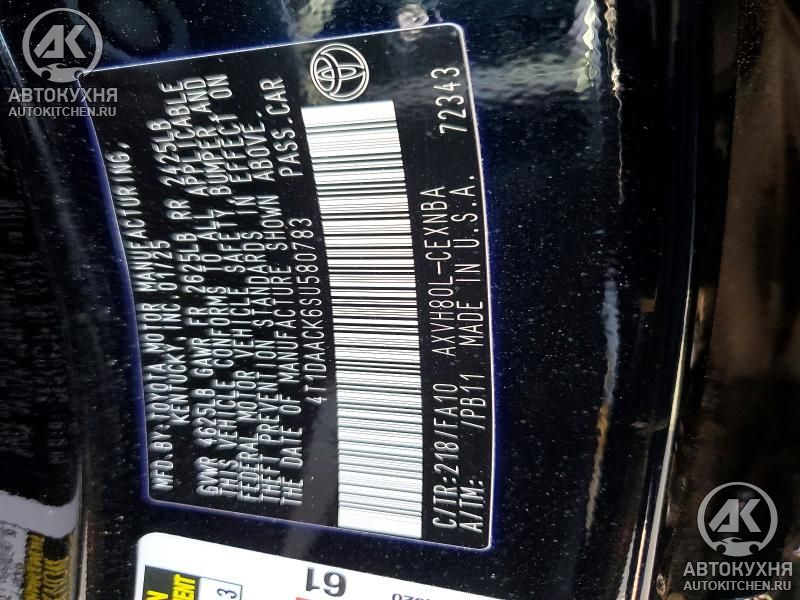 АВТОКУХНЯ
AUTOKITCHEN.RU
MFD.BY:TOYOTA MOTOR MANUFACTURING,
KENTUCKY, INC.01/25
GVWR 4625LB GAWR FR 2625LB RR 2425LB
THIS VEHICLE CONFORMS TO ALL APPLICABLE
FEDERAL MOTOR VEHICLE SAFETY,BUMPER AND
THEFT PREVENTION STANDARDS IN EFFECT ON
THE DATE OF MANUFACTURE SHOWN ABOVE.
4T1DAACK6SU580783 PASS.CAR
C/TR:218/FA10 AXVH80L-CEXNBA
A/TM: /PB11 MADE IN U.S.A. 72343
61
3
АВТОКУХНЯ
AUTOKITCHEN.RU